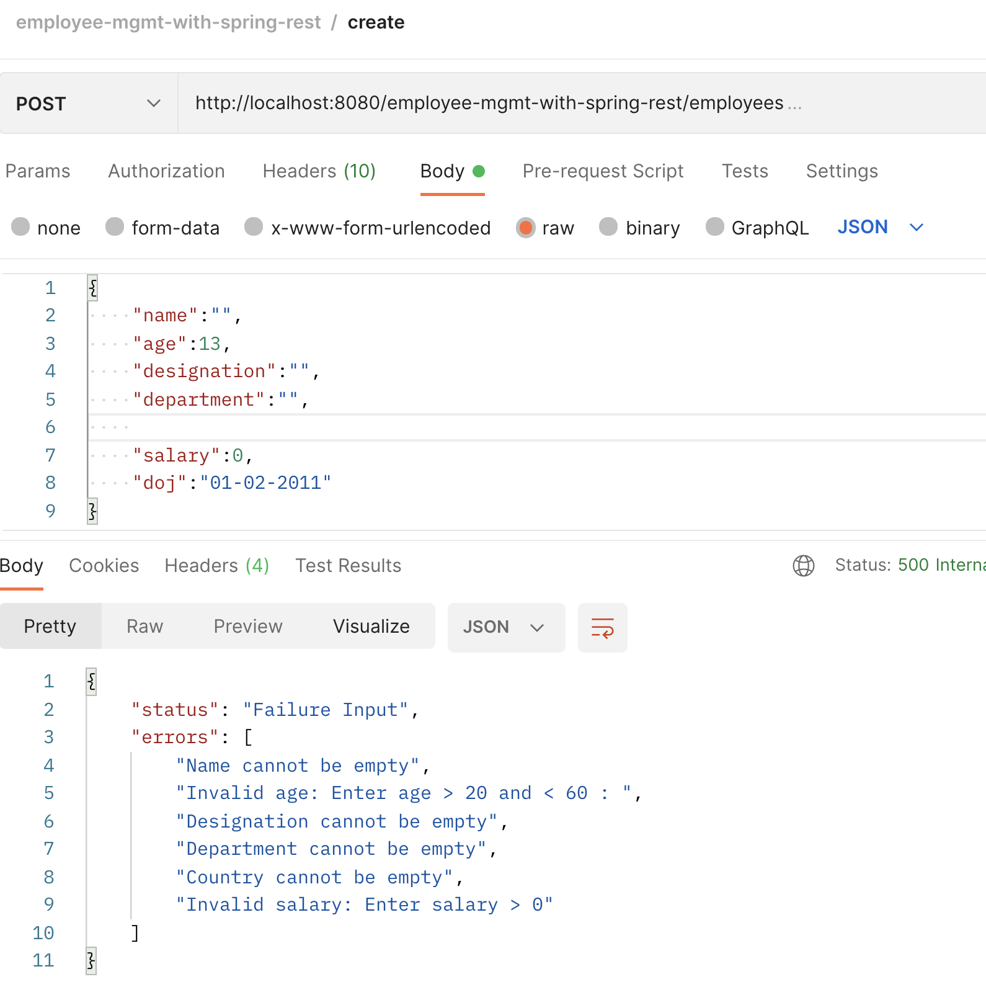 employee-mgmt-with-spring-rest / create
POST http://localhost:8080/employee-mgmt-with-spring-rest/employees ...
Params Authorization Headers (10) Body Pre-request Script Tests Settings
none form-data x-www-form-urlencoded raw binary GraphQL JSON
1 {
2 "name":"",
3 "age":13,
4 "designation":"",
5 "department":"",
6
7 "salary":0,
8 "doj":"01-02-2011"
9 }
Body Cookies Headers (4) Test Results Status: 500 Interna
Pretty Raw Preview Visualize JSON
1 {
2 "status": "Failure Input",
3 "errors": [
4 "Name cannot be empty",
5 "Invalid age: Enter age > 20 and < 60 : ",
6 "Designation cannot be empty",
7 "Department cannot be empty",
8 "Country cannot be empty",
9 "Invalid salary: Enter salary > 0"
10 ]
11 }